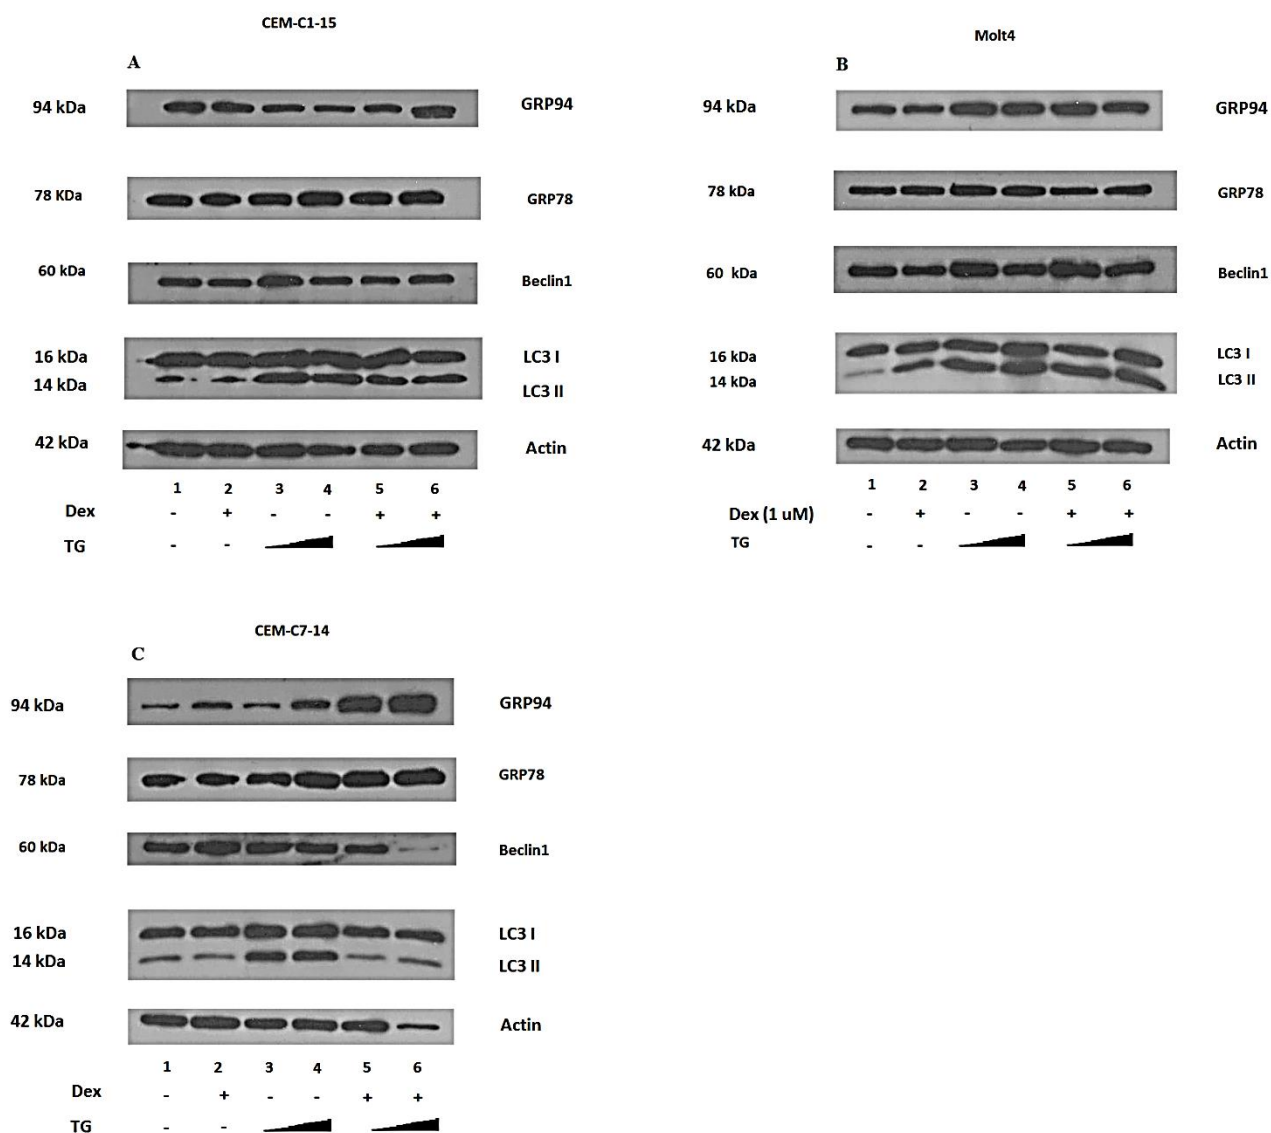 CEM-C1-15
A
94 kDa GRP94
78 KDa GRP78
60 kDa Beclin1
16 kDa LC3 I
14 kDa LC3 II
42 kDa Actin
1 2 3 4 5 6
Dex - + - - + +
TG - -
Molt4
B
94 kDa GRP94
78 kDa GRP78
60 kDa Beclin1
16 kDa LC3 I
14 kDa LC3 II
42 kDa Actin
1 2 3 4 5 6
Dex (1 uM) - + - - + +
TG - -
CEM-C7-14
C
94 kDa GRP94
78 kDa GRP78
60 kDa Beclin1
16 kDa LC3 I
14 kDa LC3 II
42 kDa Actin
1 2 3 4 5 6
Dex - + - - + +
TG - -